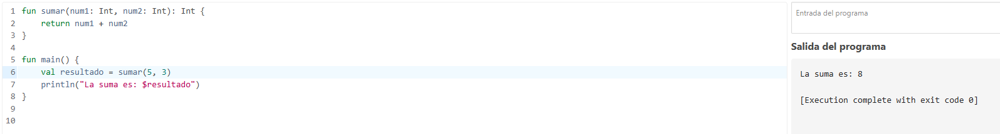 1 fun sumar(num1: Int, num2: Int): Int {
2     return num1 + num2
3 }
4
5 fun main() {
6     val resultado = sumar(5, 3)
7     println("La suma es: $resultado")
8 }
9
10
Entrada del programa
Salida del programa
La suma es: 8
[Execution complete with exit code 0]